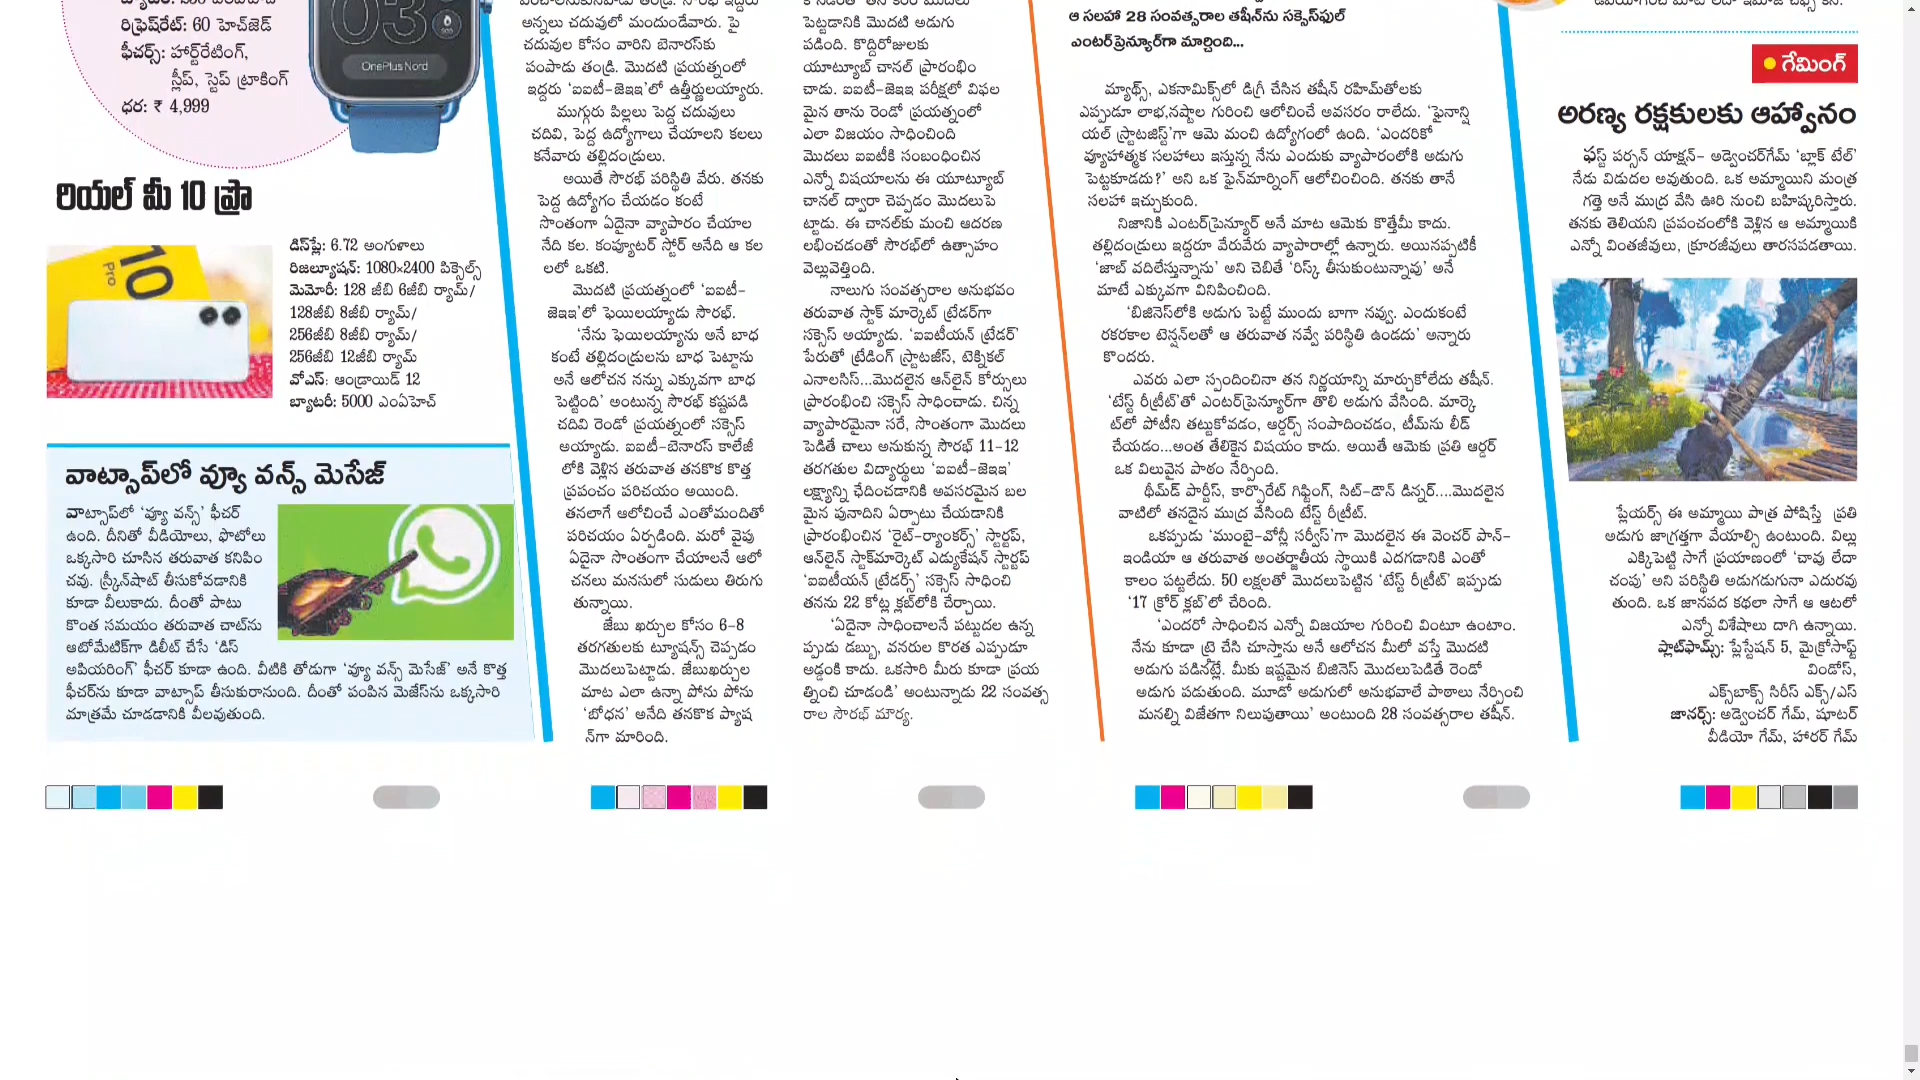 రిఫ్రెష్‌రేట్: 60 హెచ్‌జెడ్
ఫీచర్స్: హార్ట్‌రేటింగ్,
స్లీప్, స్టెప్ ట్రాకింగ్
ధర: ₹ 4,999
OnePlus Nord
రియల్ మీ 10 ప్రొ
డిస్‌ప్లే: 6.72 అంగుళాలు
రిజల్యూషన్: 1080×2400 పిక్సెల్స్
మెమోరీ: 128 జీబి 6జీబి ర్యామ్/
128జీబి 8జీబి ర్యామ్/
256జీబి 8జీబి ర్యామ్/
256జీబి 12జీబి ర్యామ్
వోఎస్: ఆండ్రాయిడ్ 12
బ్యాటరీ: 5000 ఎంఏహెచ్
10
Pro
వాట్సాప్‌లో వ్యూ వన్స్ మెసేజ్
వాట్సాప్‌లో ‘వ్యూ వన్స్’ ఫీచర్
ఉంది. దీనితో వీడియోలు, ఫొటోలు
ఒక్కసారి చూసిన తరువాత కనిపిం
చవు. స్క్రీన్‌షాట్ తీసుకోవడానికి
కూడా వీలుకాదు. దీంతో పాటు
కొంత సమయం తరువాత చాట్‌ను
ఆటోమేటిక్‌గా డిలీట్ చేసే ‘డిస్
అపియరింగ్’ ఫీచర్ కూడా ఉంది. వీటికి తోడుగా ‘వ్యూ వన్స్ మెసేజ్’ అనే కొత్త
ఫీచర్‌ను కూడా వాట్సాప్ తీసుకురానుంది. దీంతో పంపిన మెజేస్‌ను ఒక్కసారి
మాత్రమే చూడడానికి వీలవుతుంది.
అన్నలు చదువులో మందుండేవారు. పై
చదువుల కోసం వారిని బెనారస్‌కు
పంపాడు తండ్రి. మొదటి ప్రయత్నంలో
ఇద్దరు ‘ఐఐటీ–జెఇఇ’లో ఉత్తీర్ణులయ్యారు.
ముగ్గురు పిల్లలు పెద్ద చదువులు
చదివి, పెద్ద ఉద్యోగాలు చేయాలని కలలు
కనేవారు తల్లిదండ్రులు.
అయితే సౌరభ్ పరిస్థితి వేరు. తనకు
పెద్ద ఉద్యోగం చేయడం కంటే
సొంతంగా ఏదైనా వ్యాపారం చేయాల
నేది కల. కంప్యూటర్ స్టోర్ అనేది ఆ కల
లలో ఒకటి.
మొదటి ప్రయత్నంలో ‘ఐఐటీ–
జెఇఇ’లో ఫెయిలయ్యాడు సౌరభ్.
‘నేను ఫెయిలయ్యాను అనే బాధ
కంటే తల్లిదండ్రులను బాధ పెట్టాను
అనే ఆలోచన నన్ను ఎక్కువగా బాధ
పెట్టింది’ అంటున్న సౌరభ్ కష్టపడి
చదివి రెండో ప్రయత్నంలో సక్సెస్
అయ్యాడు. ఐఐటీ–బెనారస్ కాలేజీ
లోకి వెళ్లిన తరువాత తనకొక కొత్త
ప్రపంచం పరిచయం అయింది.
తనలాగే ఆలోచించే ఎంతోమందితో
పరిచయం ఏర్పడింది. మరో వైపు
ఏదైనా సొంతంగా చేయాలనే ఆలో
చనలు మనసులో సుడులు తిరుగు
తున్నాయి.
జేబు ఖర్చుల కోసం 6–8
తరగతులకు ట్యూషన్స్ చెప్పడం
మొదలుపెట్టాడు. జేబుఖర్చుల
మాట ఎలా ఉన్నా పోను పోను
‘బోధన’ అనేది తనకొక ప్యాష
న్‌గా మారింది.
పెట్టడానికి మొదటి అడుగు
పడింది. కొద్దిరోజులకు
యూట్యూబ్ చానల్ ప్రారంభిం
చాడు. ఐఐటీ–జెఇఇ పరీక్షలో విఫల
మైన తాను రెండో ప్రయత్నంలో
ఎలా విజయం సాధించింది
మొదలు ఐఐటీకి సంబంధించిన
ఎన్నో విషయాలను ఈ యూట్యూబ్
చానల్ ద్వారా చెప్పడం మొదలుపె
ట్టాడు. ఈ చానల్‌కు మంచి ఆదరణ
లభించడంతో సౌరభ్‌లో ఉత్సాహం
వెల్లువెత్తింది.
నాలుగు సంవత్సరాల అనుభవం
తరువాత స్టాక్ మార్కెట్ ట్రేడర్‌గా
సక్సెస్ అయ్యాడు. ‘ఐఐటీయన్ ట్రేడర్’
పేరుతో ట్రేడింగ్ స్ట్రాటజీస్, టెక్నికల్
ఎనాలసిస్...మొదలైన ఆన్‌లైన్ కోర్సులు
ప్రారంభించి సక్సెస్ సాధించాడు. చిన్న
వ్యాపారమైనా సరే, సొంతంగా మొదలు
పెడితే చాలు అనుకున్న సౌరభ్ 11–12
తరగతుల విద్యార్థులు ‘ఐఐటీ–జెఇఇ’
లక్ష్యాన్ని ఛేదించడానికి అవసరమైన బల
మైన పునాదిని ఏర్పాటు చేయడానికి
ప్రారంభించిన ‘రైట్–ర్యాంకర్స్’ స్టార్టప్,
ఆన్‌లైన్ స్టాక్‌మార్కెట్ ఎడ్యుకేషన్ స్టార్టప్
‘ఐఐటీయన్ ట్రేడర్స్’ సక్సెస్ సాధించి
తనను 22 కోట్ల క్లబ్‌లోకి చేర్చాయి.
‘ఏదైనా సాధించాలనే పట్టుదల ఉన్న
ప్పుడు డబ్బు, వనరుల కొరత ఎప్పుడూ
అడ్డంకి కాదు. ఒకసారి మీరు కూడా ప్రయ
త్నించి చూడండి’ అంటున్నాడు 22 సంవత్స
రాల సౌరభ్ మౌర్య.
ఆ సలహా 28 సంవత్సరాల తషీన్‌ను సక్సెస్‌ఫుల్
ఎంటర్‌ప్రెన్యూర్‌గా మార్చింది...
మ్యాథ్స్, ఎకనామిక్స్‌లో డిగ్రీ చేసిన తషీన్ రహిమ్‌తోలకు
ఎప్పుడూ లాభ,నష్టాల గురించి ఆలోచించే అవసరం రాలేదు. ‘ఫైనాన్షి
యల్ స్ట్రాటజిస్ట్’గా ఆమె మంచి ఉద్యోగంలో ఉంది. ‘ఎందరికో
వ్యూహాత్మక సలహాలు ఇస్తున్న నేను ఎందుకు వ్యాపారంలోకి అడుగు
పెట్టకూడదు?’ అని ఒక ఫైన్‌మార్నింగ్ ఆలోచించింది. తనకు తానే
సలహా ఇచ్చుకుంది.
నిజానికి ఎంటర్‌ప్రెన్యూర్ అనే మాట ఆమెకు కొత్తేమీ కాదు.
తల్లిదండ్రులు ఇద్దరూ వేరువేరు వ్యాపారాల్లో ఉన్నారు. అయినప్పటికీ
‘జాబ్ వదిలేస్తున్నాను’ అని చెబితే ‘రిస్క్ తీసుకుంటున్నావు’ అనే
మాటే ఎక్కువగా వినిపించింది.
‘బిజినెస్‌లోకి అడుగు పెట్టే ముందు బాగా నవ్వు. ఎందుకంటే
రకరకాల టెన్షన్‌లతో ఆ తరువాత నవ్వే పరిస్థితి ఉండదు’ అన్నారు
కొందరు.
ఎవరు ఎలా స్పందించినా తన నిర్ణయాన్ని మార్చుకోలేదు తషీన్.
‘టేస్ట్ రీట్రీట్’తో ఎంటర్‌ప్రెన్యూర్‌గా తొలి అడుగు వేసింది. మార్కె
ట్‌లో పోటీని తట్టుకోవడం, ఆర్డర్స్ సంపాదించడం, టీమ్‌ను లీడ్
చేయడం...అంత తేలికైన విషయం కాదు. అయితే ఆమెకు ప్రతి ఆర్డర్
ఒక విలువైన పాఠం నేర్పింది.
థీమ్‌డ్ పార్టీస్, కార్పొరేట్ గిఫ్టింగ్, సిట్–డౌన్ డిన్నర్....మొదలైన
వాటిలో తనదైన ముద్ర వేసింది టేస్ట్ రీట్రీట్.
ఒకప్పుడు ‘ముంబై–వోన్లీ సర్వీస్’గా మొదలైన ఈ వెంచర్ పాన్–
ఇండియా ఆ తరువాత అంతర్జాతీయ స్థాయికి ఎదగడానికి ఎంతో
కాలం పట్టలేదు. 50 లక్షలతో మొదలుపెట్టిన ‘టేస్ట్ రీట్రీట్’ ఇప్పుడు
‘17 క్రోర్ క్లబ్’లో చేరింది.
‘ఎందరో సాధించిన ఎన్నో విజయాల గురించి వింటూ ఉంటాం.
నేను కూడా ట్రై చేసి చూస్తాను అనే ఆలోచన మీలో వస్తే మొదటి
అడుగు పడినట్లే. మీకు ఇష్టమైన బిజినెస్ మొదలుపెడితే రెండో
అడుగు పడుతుంది. మూడో అడుగులో అనుభవాలే పాఠాలు నేర్పించి
మనల్ని విజేతగా నిలుపుతాయి’ అంటుంది 28 సంవత్సరాల తషీన్.
గేమింగ్
అరణ్య రక్షకులకు ఆహ్వానం
ఫస్ట్ పర్సన్ యాక్షన్– అడ్వెంచర్‌గేమ్ ‘బ్లాక్ టేల్’
నేడు విడుదల అవుతుంది. ఒక అమ్మాయిని మంత్ర
గత్తె అనే ముద్ర వేసి ఊరి నుంచి బహిష్కరిస్తారు.
తనకు తెలియని ప్రపంచంలోకి వెళ్లిన ఆ అమ్మాయికి
ఎన్నో వింతజీవులు, క్రూరజీవులు తారసపడతాయి.
ప్లేయర్స్ ఈ అమ్మాయి పాత్ర పోషిస్తే ప్రతి
అడుగు జాగ్రత్తగా వేయాల్సి ఉంటుంది. విల్లు
ఎక్కిపెట్టి సాగే ప్రయాణంలో ‘చావు లేదా
చంపు’ అని పరిస్థితి అడుగడుగునా ఎదురవు
తుంది. ఒక జానపద కథలా సాగే ఆ ఆటలో
ఎన్నో విశేషాలు దాగి ఉన్నాయి.
ప్లాట్‌ఫామ్స్: ప్లేస్టేషన్ 5, మైక్రోసాఫ్ట్
విండోస్,
ఎక్స్‌బాక్స్ సిరీస్ ఎక్స్/ఎస్
జానర్స్: అడ్వెంచర్ గేమ్, షూటర్
వీడియో గేమ్, హారర్ గేమ్